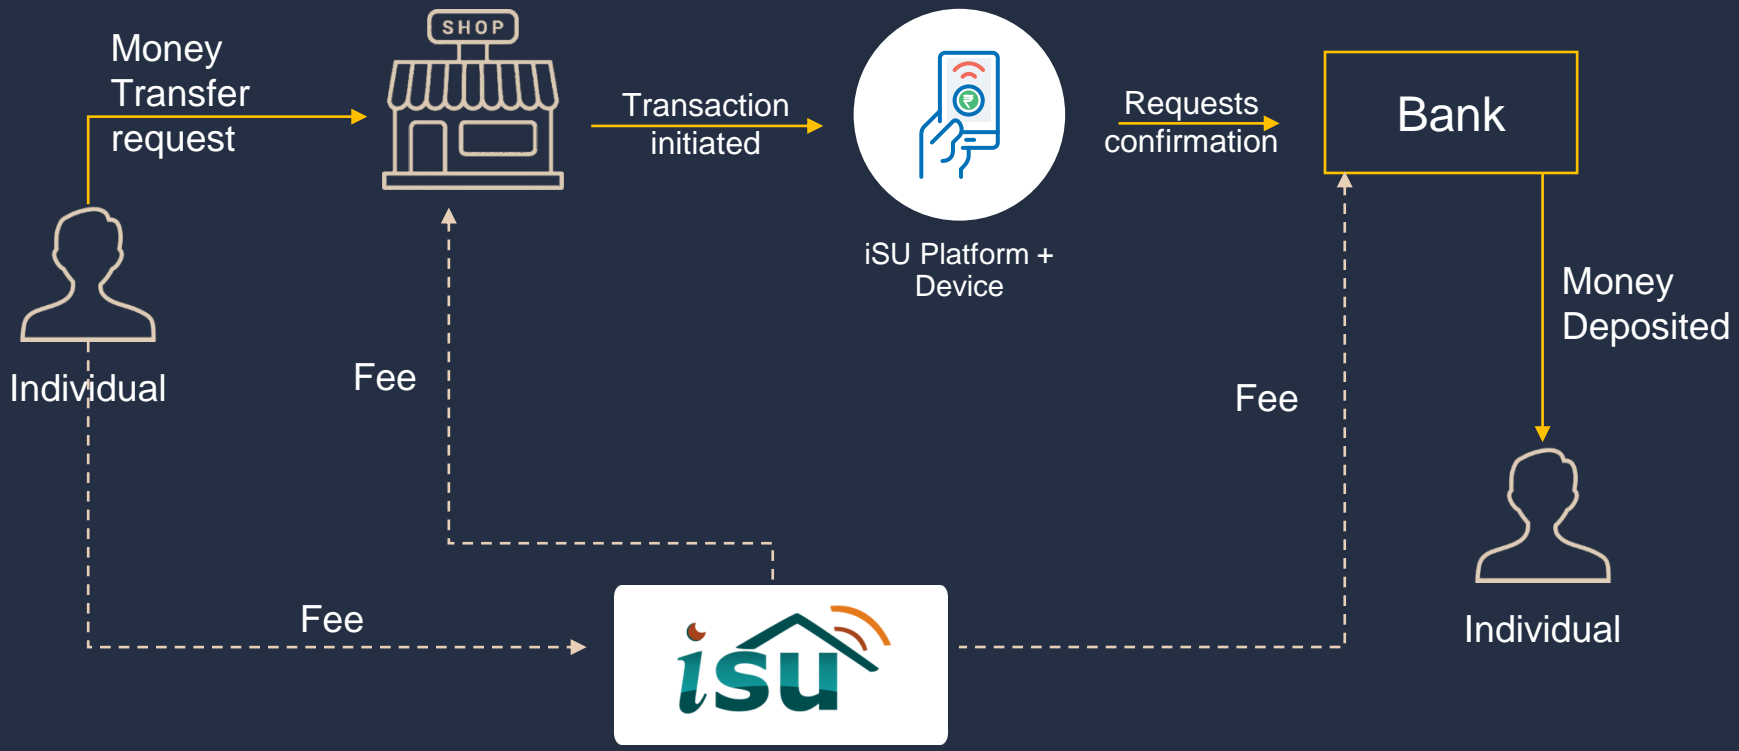 SHOP
Money
Transfer
request
Transaction
initiated
₹
Requests
confirmation
Bank
iSU Platform +
Device
Money
Deposited
Individual
Fee
Fee
Fee
isu
Individual